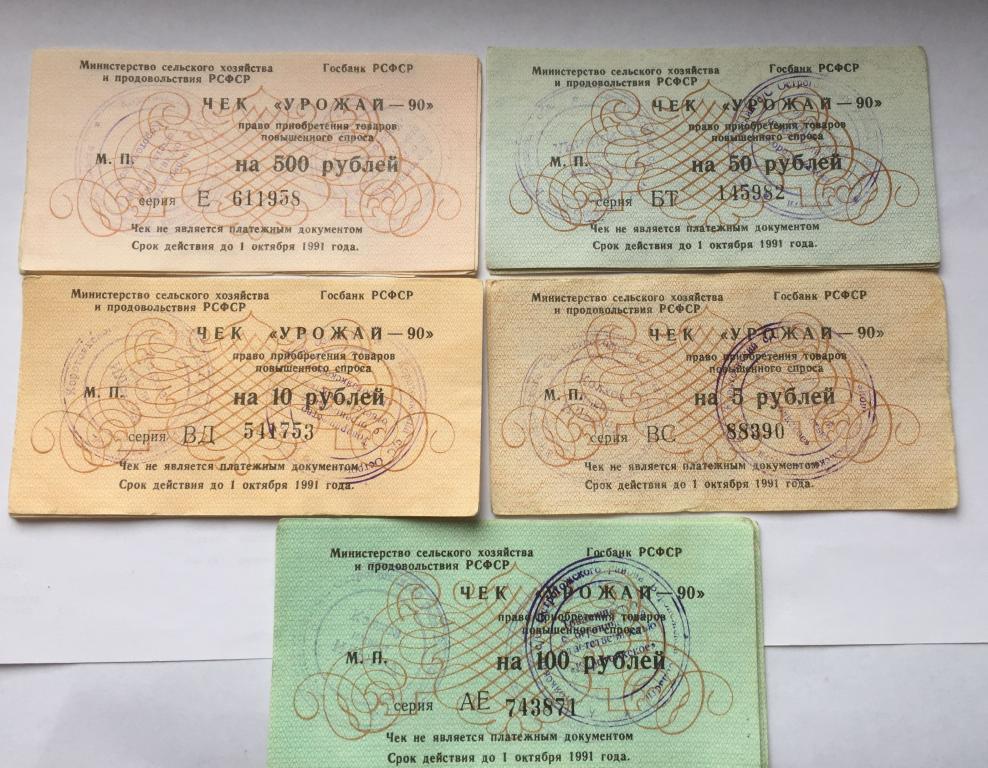 Министерство сельского хозяйства
и продовольствия РСФСР
Госбанк РСФСР
ЧЕК «УРОЖАЙ—90»
право приобретения товаров
повышенного спроса
М. П.
на 500 рублей
серия Е 611958
Чек не является платежным документом
Срок действия до 1 октября 1991 года.
Министерство сельского хозяйства
и продовольствия РСФСР
Госбанк РСФСР
ЧЕК «УРОЖАЙ—90»
право приобретения товаров
повышенного спроса
М. П.
на 50 рублей
серия БТ 145982
Чек не является платежным документом
Срок действия до 1 октября 1991 года.
Министерство сельского хозяйства
и продовольствия РСФСР
Госбанк РСФСР
ЧЕК «УРОЖАЙ—90»
право приобретения товаров
повышенного спроса
М. П.
на 10 рублей
серия ВД 541753
Чек не является платежным документом
Срок действия до 1 октября 1991 года.
Министерство сельского хозяйства
и продовольствия РСФСР
Госбанк РСФСР
ЧЕК «УРОЖАЙ—90»
право приобретения товаров
повышенного спроса
М. П.
на 5 рублей
серия ВС 88390
Чек не является платежным документом
Срок действия до 1 октября 1991 года.
Министерство сельского хозяйства
и продовольствия РСФСР
Госбанк РСФСР
ЧЕК «УРОЖАЙ—90»
право приобретения товаров
повышенного спроса
М. П.
на 100 рублей
серия АЕ 743871
Чек не является платежным документом
Срок действия до 1 октября 1991 года.